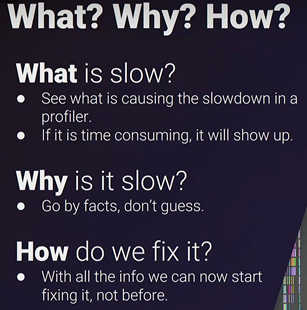 What? Why? How?
What is slow?
● See what is causing the slowdown in a
profiler.
● If it is time consuming, it will show up.
Why is it slow?
● Go by facts, don't guess.
How do we fix it?
● With all the info we can now start
fixing it, not before.